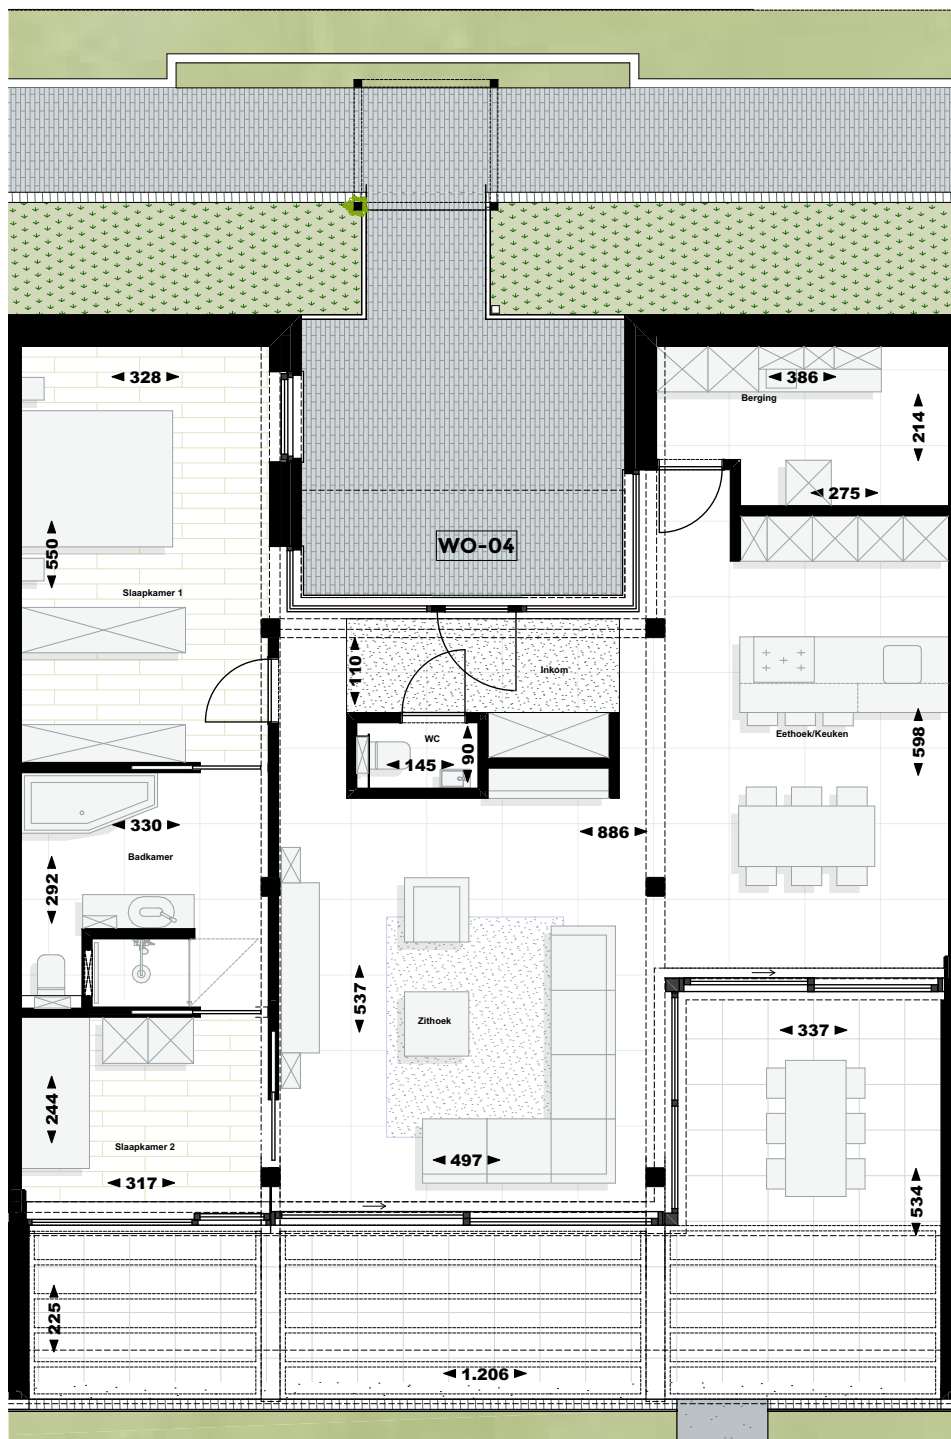 328
386
Berging
214
275
WO-04
550
Slaapkamer 1
110
Inkom
WC
145
90
598
Eethoek/Keuken
886
330
Badkamer
292
537
Zithoek
337
244
Slaapkamer 2
497
317
534
225
1.206